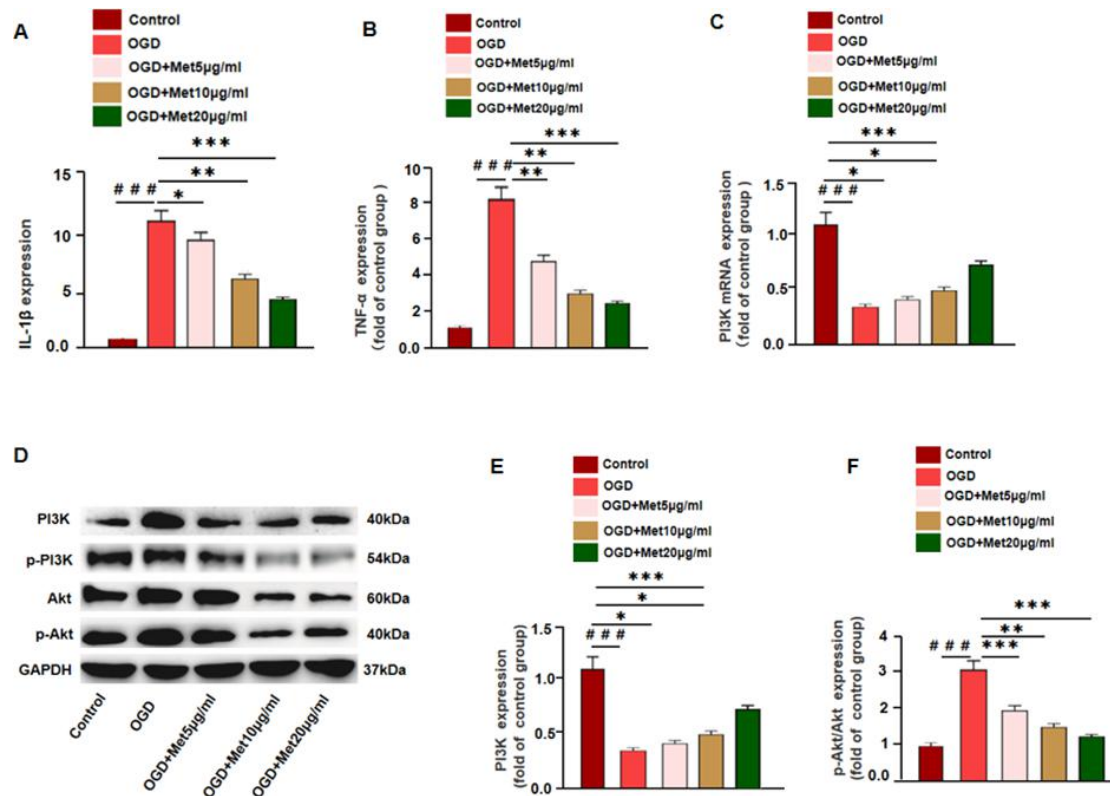 A
Control
OGD
OGD+Met5µg/ml
OGD+Met10µg/ml
OGD+Met20µg/ml
***
**
# # #
*
15
10
5
0.0
IL-1β expression
B
Control
OGD
OGD+Met5µg/ml
OGD+Met10µg/ml
OGD+Met20µg/ml
***
**
# # #
**
10
8
6
4
2
0.0
TNF-α expression
(fold of control group )
C
Control
OGD
OGD+Met5µg/ml
OGD+Met10µg/ml
OGD+Met20µg/ml
***
*
*
# # #
1.5
1.0
0.5
0.0
PI3K mRNA expression
(fold of control group)
D
PI3K 40kDa
p-PI3K 54kDa
Akt 60kDa
p-Akt 40kDa
GAPDH 37kDa
Control
OGD
OGD+Met5µg/ml
OGD+Met10µg/ml
OGD+Met20µg/ml
E
Control
OGD
OGD+Met5µg/ml
OGD+Met10µg/ml
OGD+Met20µg/ml
***
*
*
# # #
1.5
1.0
0.5
0.0
PI3K expression
(fold of control group)
F
Control
OGD
OGD+Met5µg/ml
OGD+Met10µg/ml
OGD+Met20µg/ml
***
**
# # #
***
4
3
2
1
0.0
p-Akt/Akt expression
(fold of control group)